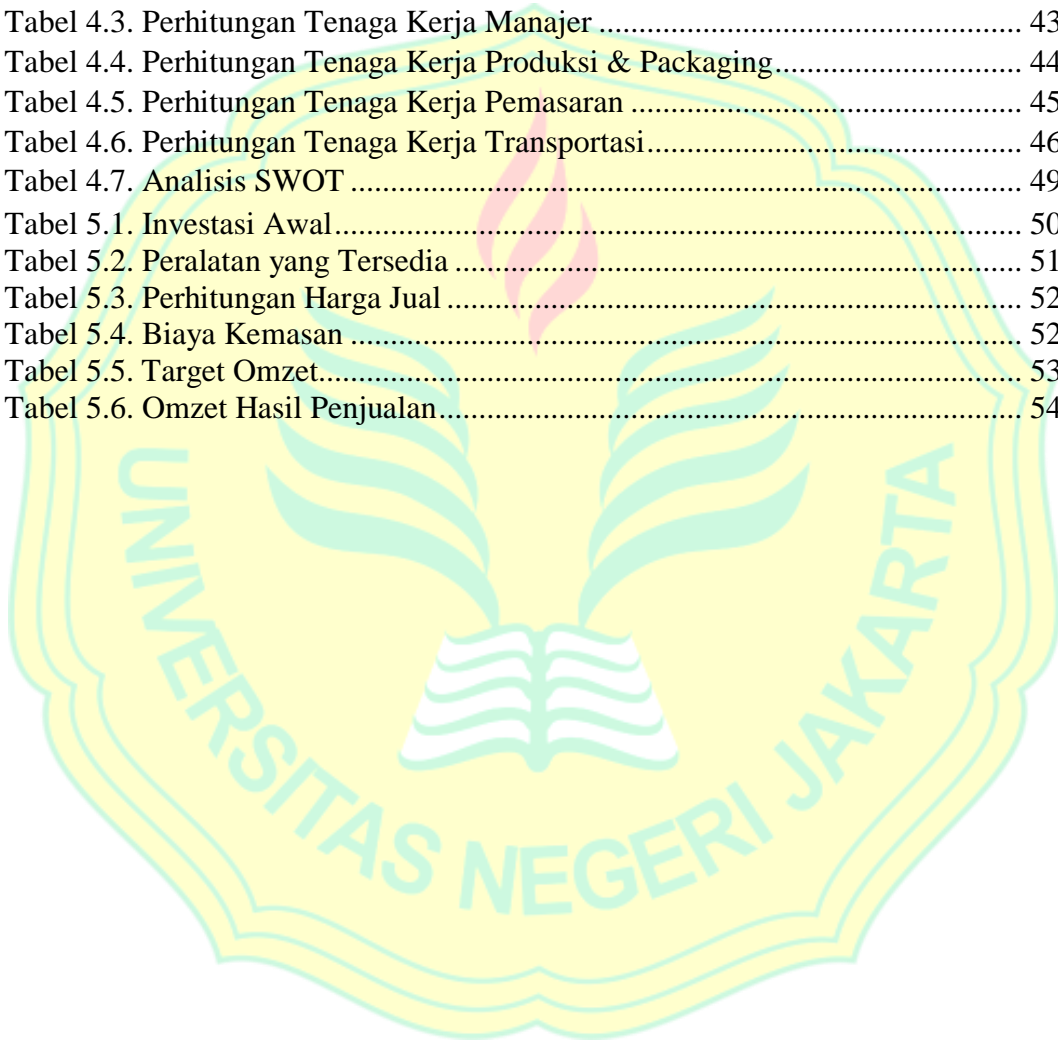 Tabel 4.3. Perhitungan Tenaga Kerja Manajer ........................................................ 43
Tabel 4.4. Perhitungan Tenaga Kerja Produksi & Packaging................................ 44
Tabel 4.5. Perhitungan Tenaga Kerja Pemasaran .................................................... 45
Tabel 4.6. Perhitungan Tenaga Kerja Transportasi.................................................. 46
Tabel 4.7. Analisis SWOT ........................................................................................ 49
Tabel 5.1. Investasi Awal.......................................................................................... 50
Tabel 5.2. Peralatan yang Tersedia ........................................................................... 51
Tabel 5.3. Perhitungan Harga Jual ............................................................................ 52
Tabel 5.4. Biaya Kemasan ........................................................................................ 52
Tabel 5.5. Target Omzet............................................................................................ 53
Tabel 5.6. Omzet Hasil Penjualan............................................................................. 54
UNIVERSITAS NEGERI JAKARTA